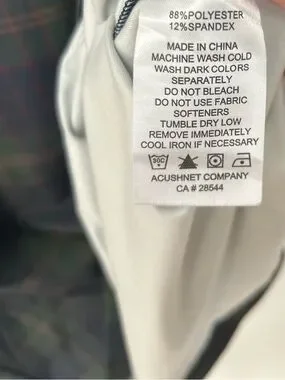 88%POLYESTER
12%SPANDEX
MADE IN CHINA
MACHINE WASH COLD
WASH DARK COLORS
SEPARATELY
DO NOT BLEACH
DO NOT USE FABRIC
SOFTENERS
TUMBLE DRY LOW
REMOVE IMMEDIATELY
COOL IRON IF NECESSARY
30C
ACUSHNET COMPANY
CA # 28544